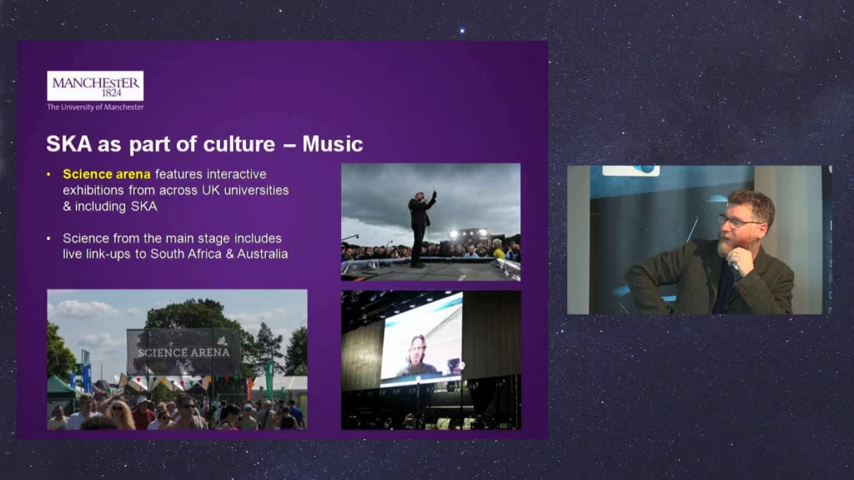 MANCHESTER
1824
The University of Manchester
SKA as part of culture – Music
• Science arena features interactive
exhibitions from across UK universities
& including SKA
• Science from the main stage includes
live link-ups to South Africa & Australia
SCIENCE ARENA